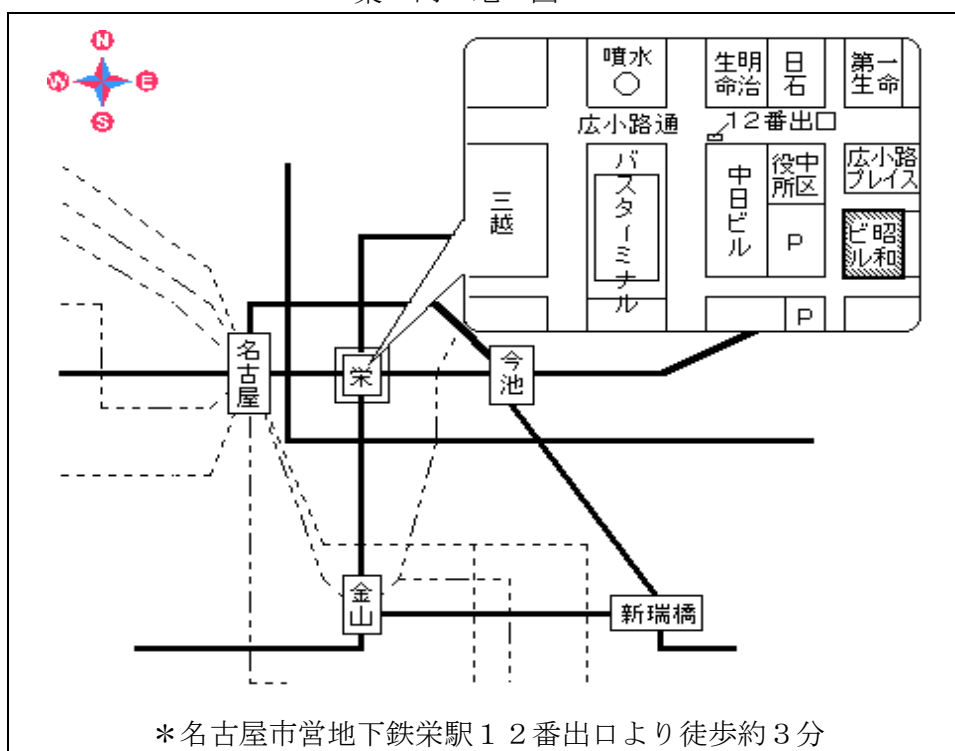 N
W
E
S
噴水
明治生命
日石
第一生命
広小路通
12番出口
三越
バスターミナル
中日ビル
中区役所
広小路プレイス
P
昭和ビル
P
名古屋
栄
今池
金山
新瑞橋
＊名古屋市営地下鉄栄駅１２番出口より徒歩約３分